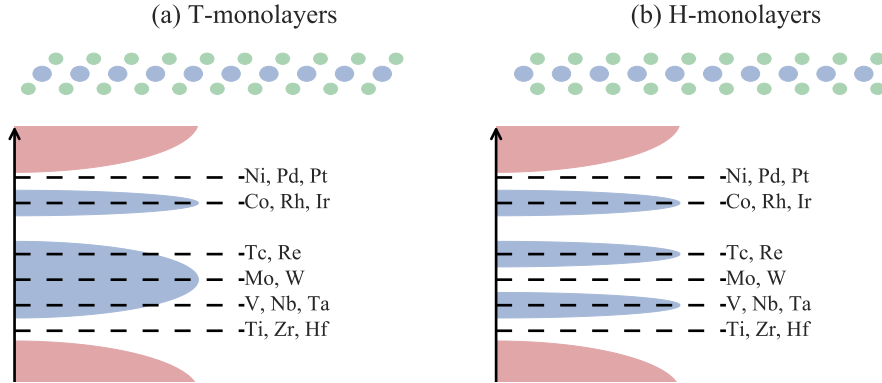 (a) T-monolayers
Ni, Pd, Pt
Co, Rh, Ir
Tc, Re
Mo, W
V, Nb, Ta
Ti, Zr, Hf
(b) H-monolayers
Ni, Pd, Pt
Co, Rh, Ir
Tc, Re
Mo, W
V, Nb, Ta
Ti, Zr, Hf